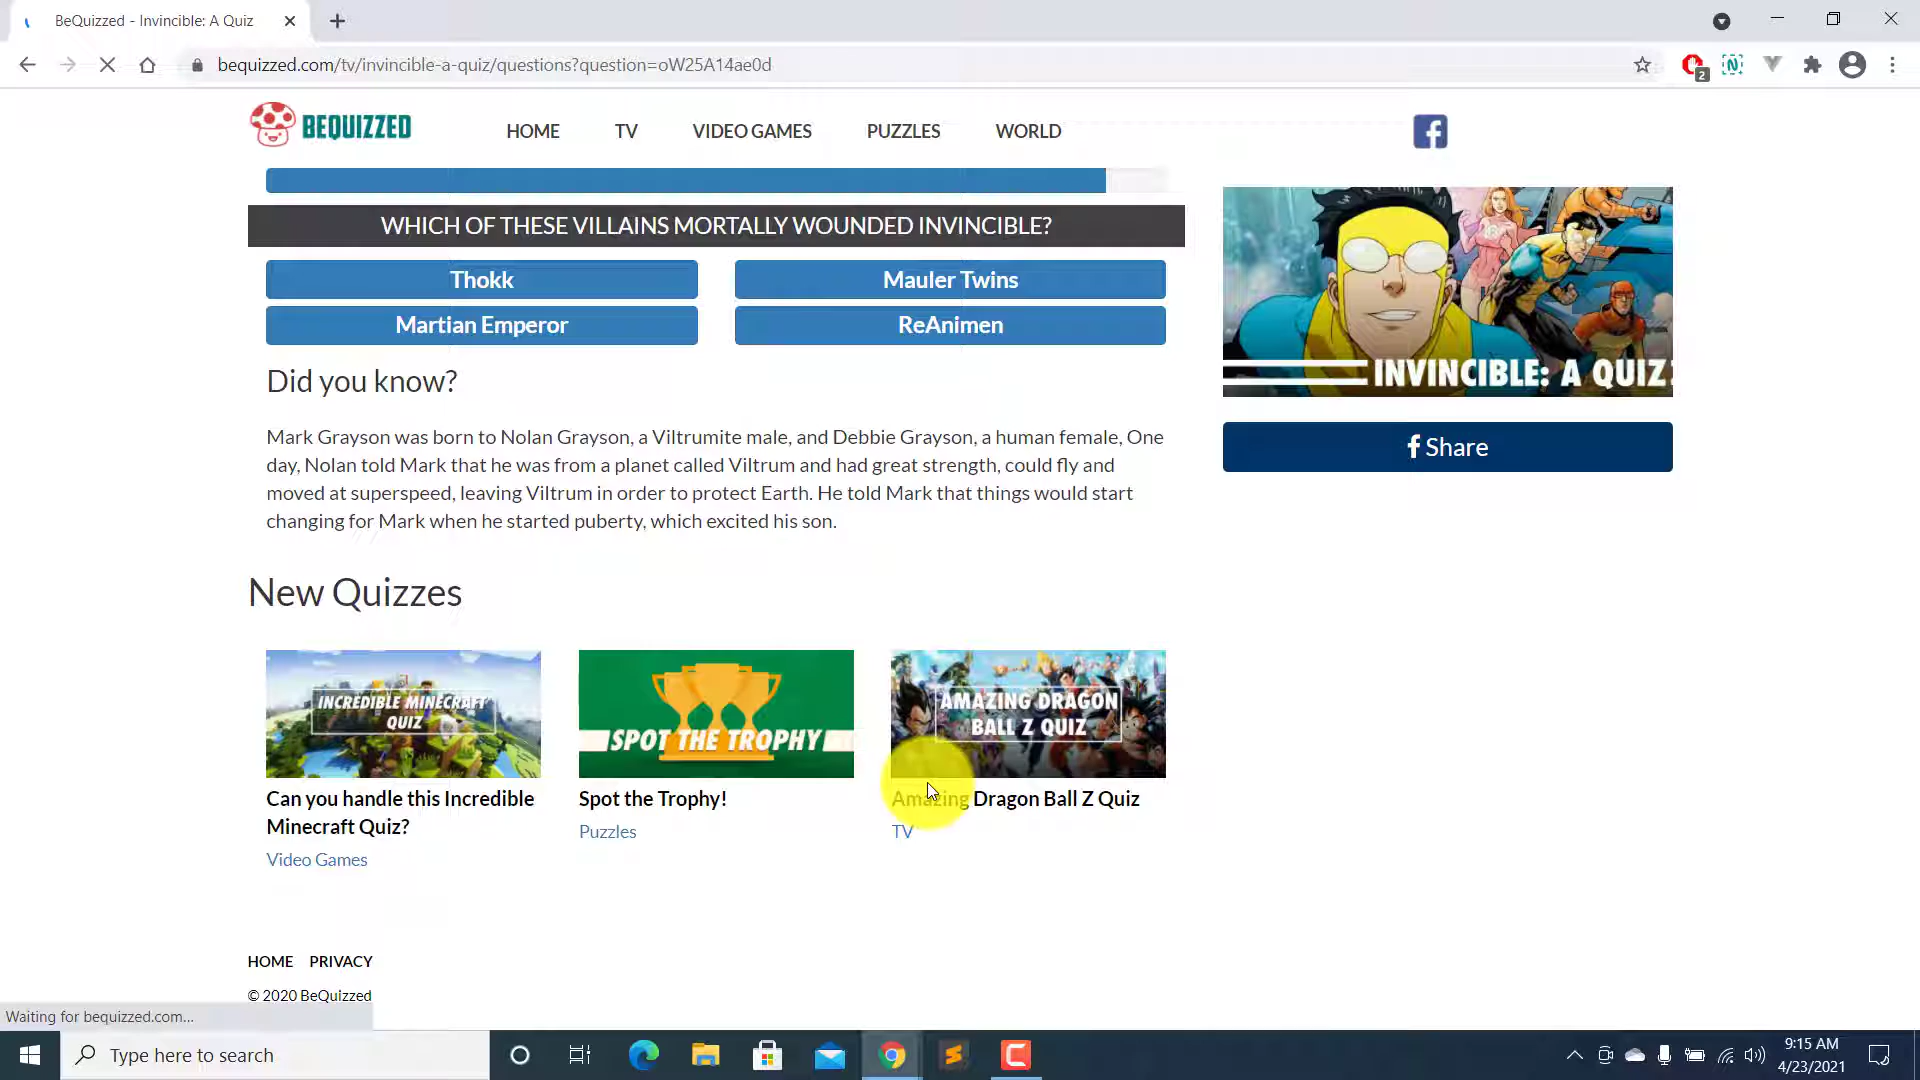 BeQuizzed - Invincible: A Quiz
bequizzed.com/tv/invincible-a-quiz/questions?question=oW25A14ae0d
2
BEQUIZZED
HOME
TV
VIDEO GAMES
PUZZLES
WORLD
WHICH OF THESE VILLAINS MORTALLY WOUNDED INVINCIBLE?
Thokk
Mauler Twins
Martian Emperor
ReAnimen
INVINCIBLE: A QUIZ
Share
Did you know?
Mark Grayson was born to Nolan Grayson, a Viltrumite male, and Debbie Grayson, a human female, One
day, Nolan told Mark that he was from a planet called Viltrum and had great strength, could fly and
moved at superspeed, leaving Viltrum in order to protect Earth. He told Mark that things would start
changing for Mark when he started puberty, which excited his son.
New Quizzes
INCREDIBLE MINECRAFT
QUIZ
SPOT THE TROPHY
AMAZING DRAGON
BALL Z QUIZ
Can you handle this Incredible
Minecraft Quiz?
Video Games
Spot the Trophy!
Puzzles
Amazing Dragon Ball Z Quiz
TV
HOME PRIVACY
© 2020 BeQuizzed
Waiting for bequizzed.com...
Type here to search
9:15 AM
4/23/2021